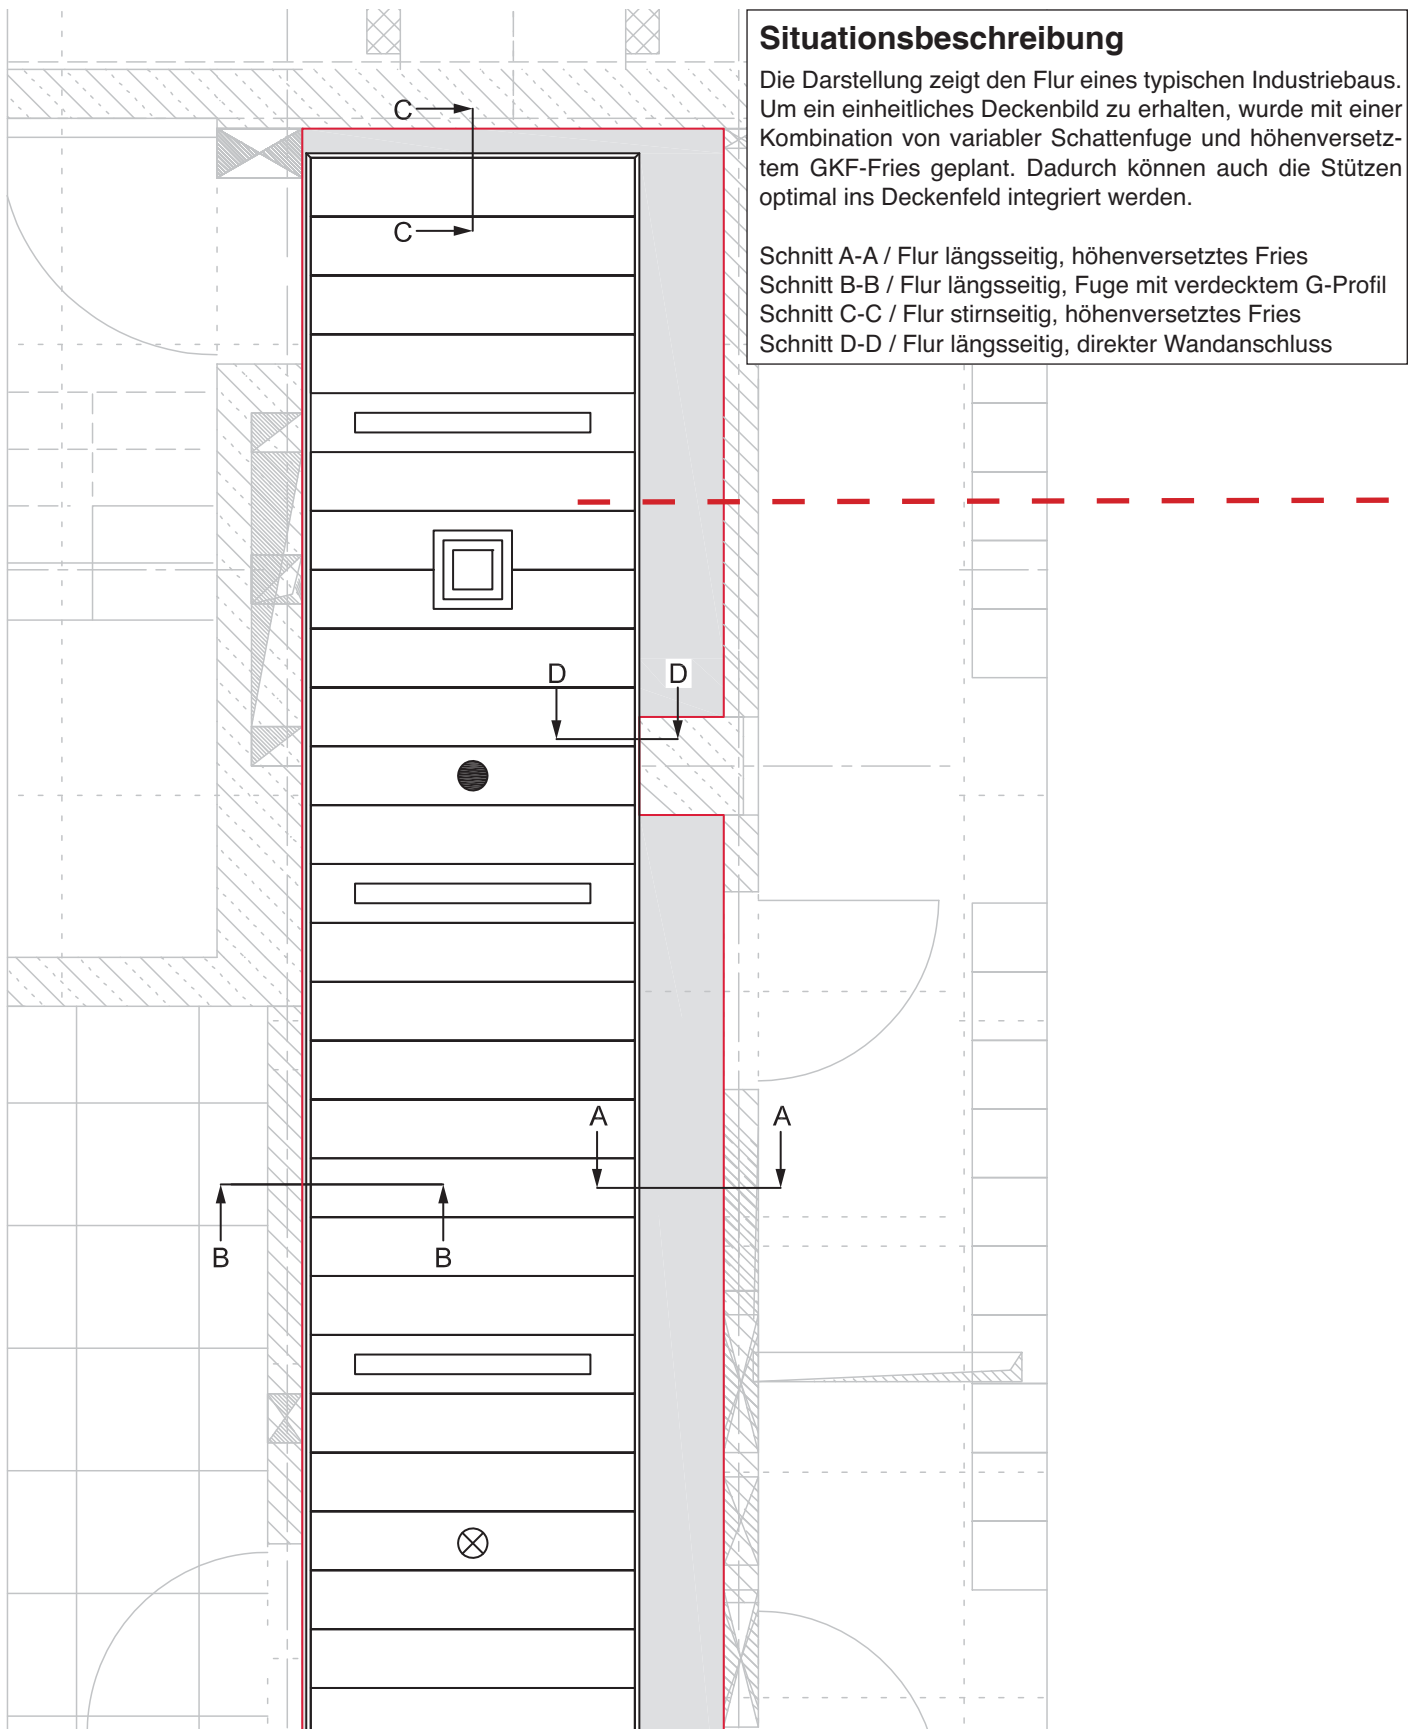 Situationsbeschreibung
Die Darstellung zeigt den Flur eines typischen Industriebaus.
Um ein einheitliches Deckenbild zu erhalten, wurde mit einer
Kombination von variabler Schattenfuge und höhenversetz-
tem GKF-Fries geplant. Dadurch können auch die Stützen
optimal ins Deckenfeld integriert werden.
Schnitt A-A / Flur längsseitig, höhenversetztes Fries
Schnitt B-B / Flur längsseitig, Fuge mit verdecktem G-Profil
Schnitt C-C / Flur stirnseitig, höhenversetztes Fries
Schnitt D-D / Flur längsseitig, direkter Wandanschluss
C
C
D D
A A
B B